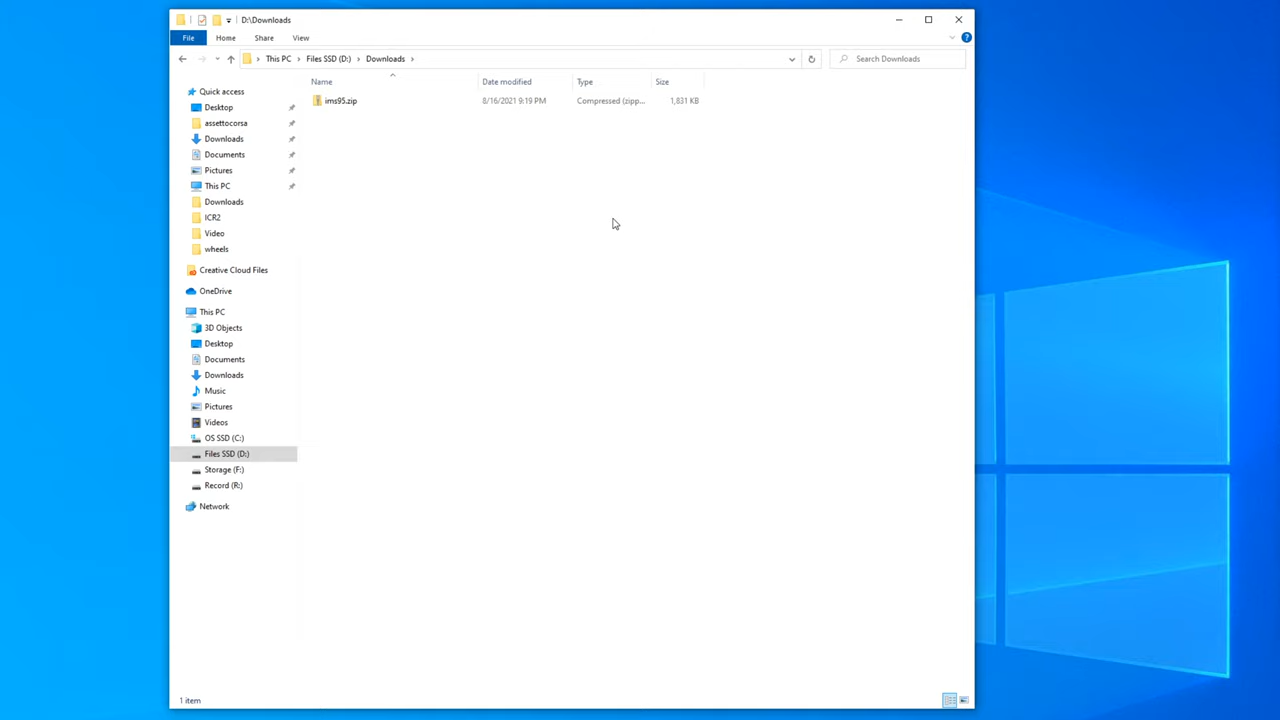 D:\Downloads
File Home Share View
This PC Files SSD (D:) Downloads
Search Downloads
Name Date modified Type Size
ims95.zip 8/16/2021 9:19 PM Compressed (zipp... 1,831 KB
Quick access
Desktop
assettocorsa
Downloads
Documents
Pictures
This PC
Downloads
ICR2
Video
wheels
Creative Cloud Files
OneDrive
This PC
3D Objects
Desktop
Documents
Downloads
Music
Pictures
Videos
OS SSD (C:)
Files SSD (D:)
Storage (F:)
Record (R:)
Network
1 item